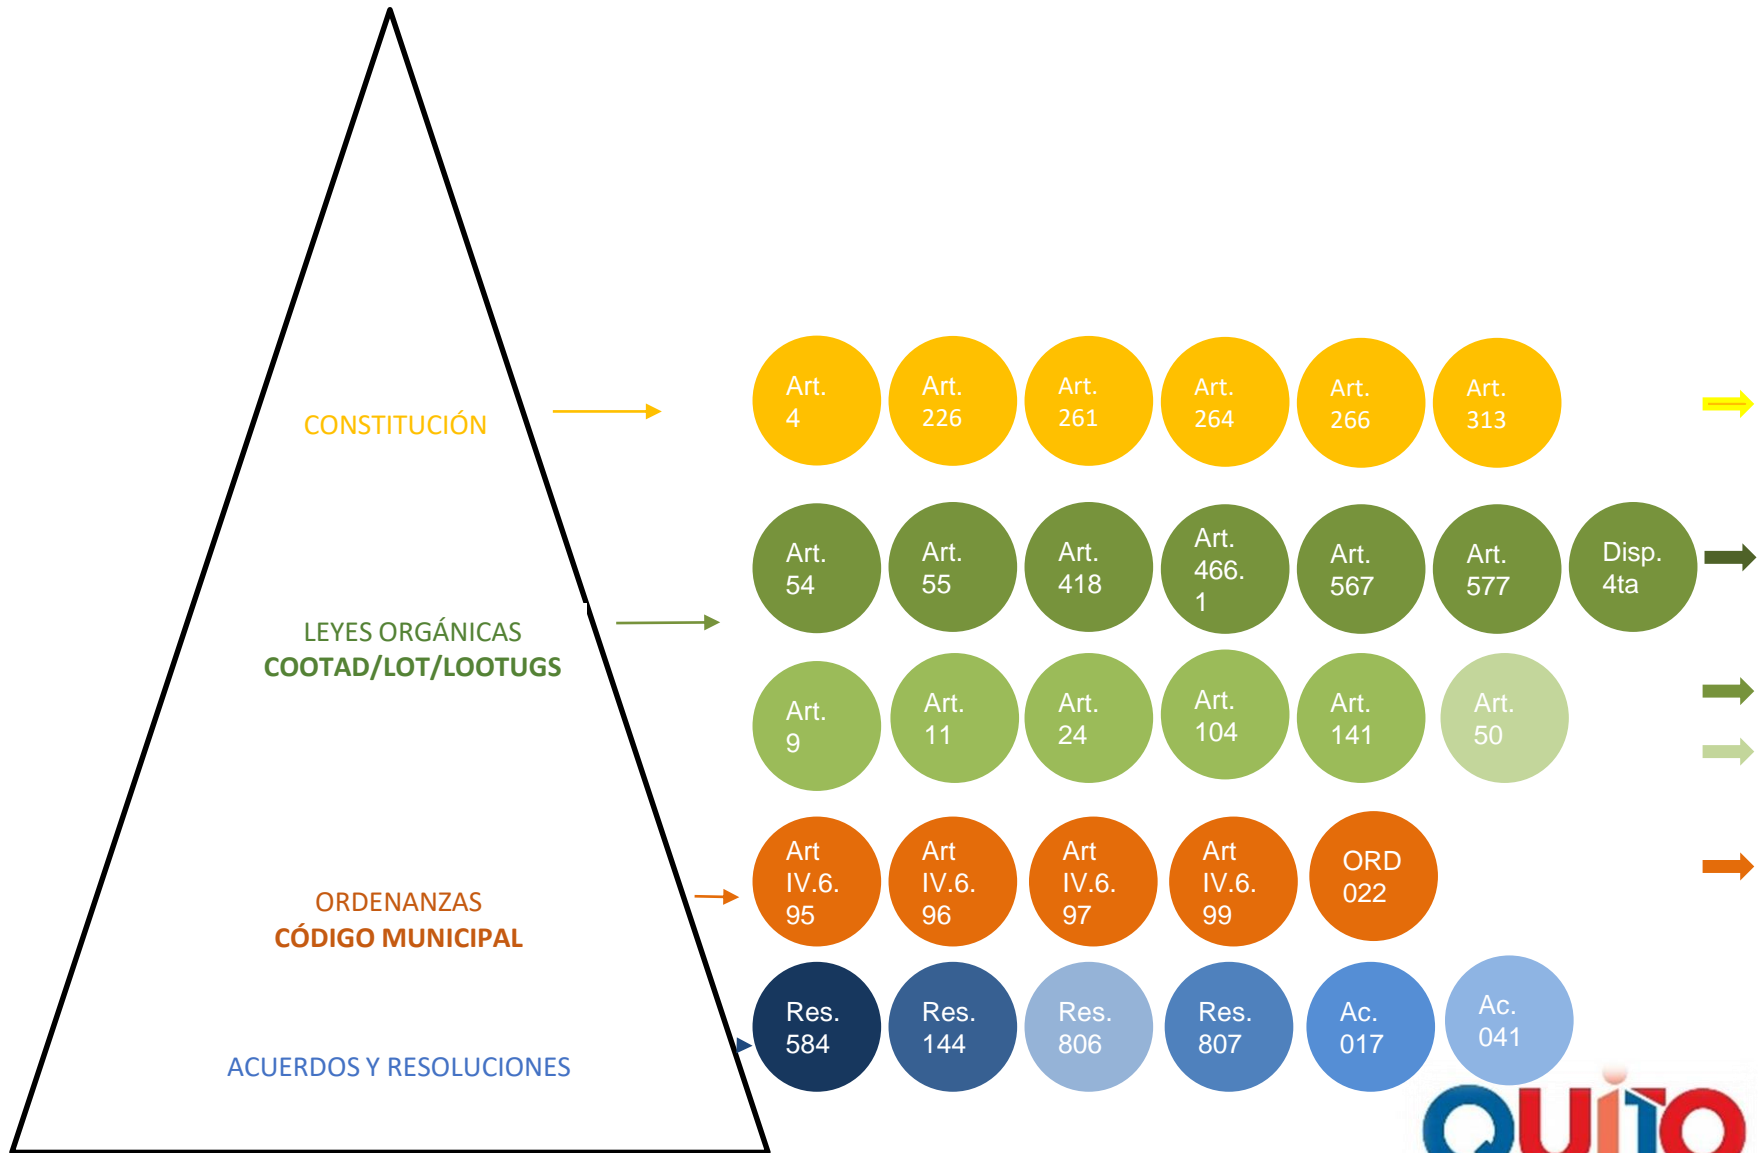 CONSTITUCIÓN
Art.
4
Art.
226
Art.
261
Art.
264
Art.
266
Art.
313
LEYES ORGÁNICAS
COOTAD/LOT/LOOTUGS
Art.
54
Art.
55
Art.
418
Art.
466.
1
Art.
567
Art.
577
Disp.
4ta
Art.
9
Art.
11
Art.
24
Art.
104
Art.
141
Art.
50
ORDENANZAS
CÓDIGO MUNICIPAL
Art
IV.6.
95
Art
IV.6.
96
Art
IV.6.
97
Art
IV.6.
99
ORD
022
ACUERDOS Y RESOLUCIONES
Res.
584
Res.
144
Res.
806
Res.
807
Ac.
017
Ac.
041
QUITO